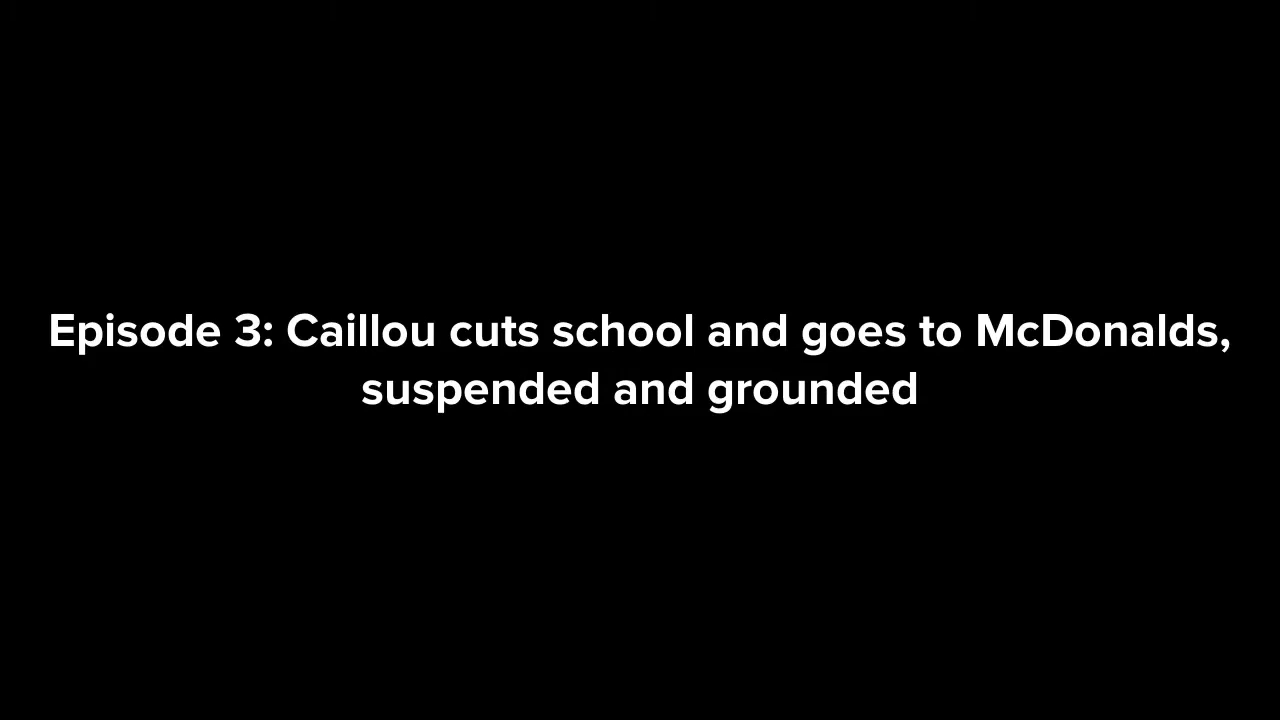 Episode 3: Caillou cuts school and goes to McDonalds,
suspended and grounded